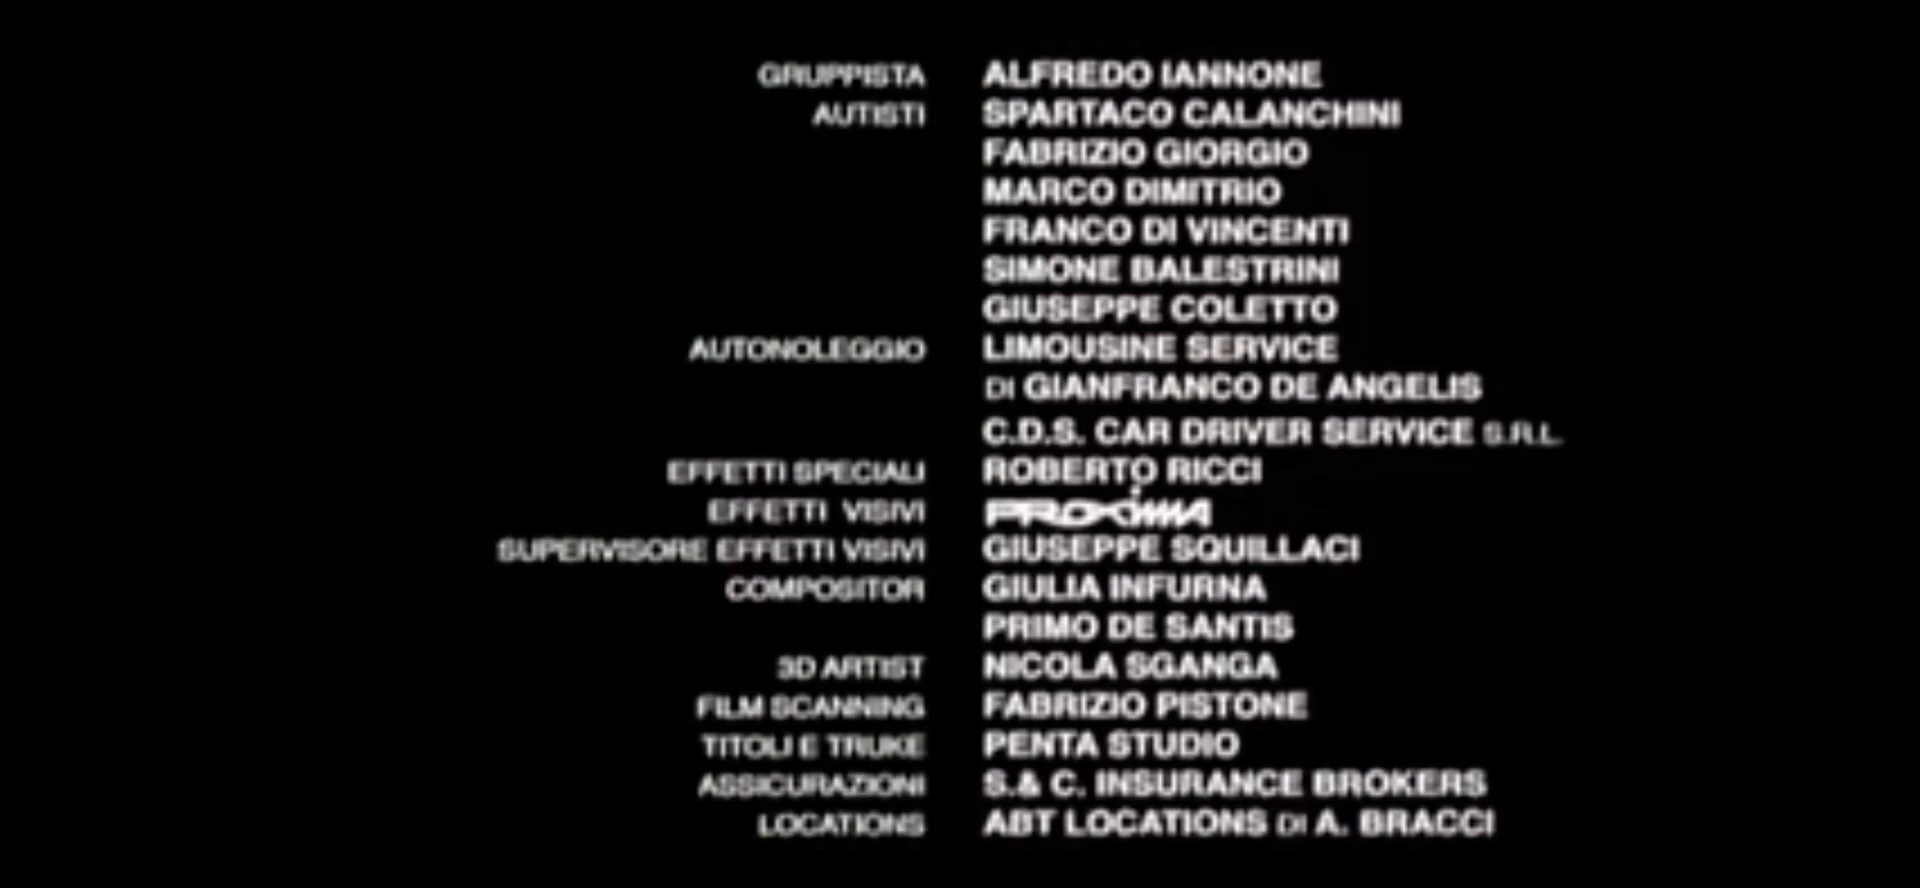 GRUPPISTA ALFREDO IANNONE
AUTISTI SPARTACO CALANCHINI
FABRIZIO GIORGIO
MARCO DIMITRIO
FRANCO DI VINCENTI
SIMONE BALESTRINI
GIUSEPPE COLETTO
AUTONOLEGGIO LIMOUSINE SERVICE
DI GIANFRANCO DE ANGELIS
C.D.S. CAR DRIVER SERVICE S.R.L.
EFFETTI SPECIALI ROBERTO RICCI
EFFETTI VISIVI PROXIMA
SUPERVISORE EFFETTI VISIVI GIUSEPPE SQUILLACI
COMPOSITOR GIULIA INFURNA
PRIMO DE SANTIS
3D ARTIST NICOLA SGANGA
FILM SCANNING FABRIZIO PISTONE
TITOLI E TRUKE PENTA STUDIO
ASSICURAZIONI S.& C. INSURANCE BROKERS
LOCATIONS ABT LOCATIONS DI A. BRACCI